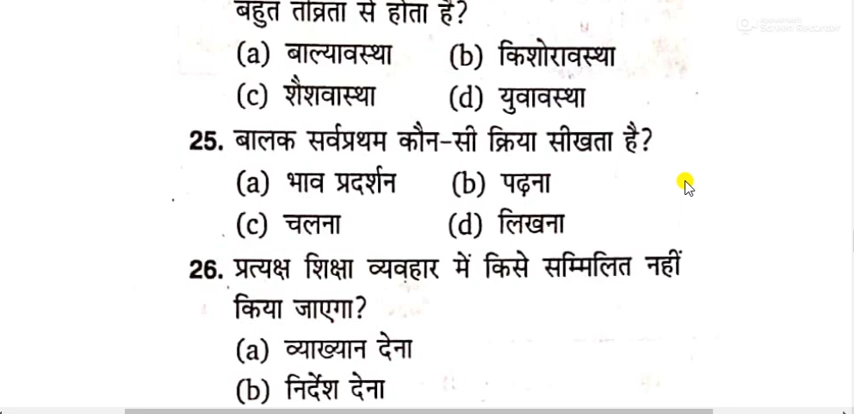 बहुत तीव्रता से होता है?
(a) बाल्यावस्था (b) किशोरावस्था
(c) शैशवास्था (d) युवावस्था
25. बालक सर्वप्रथम कौन-सी क्रिया सीखता है?
(a) भाव प्रदर्शन (b) पढ़ना
(c) चलना (d) लिखना
26. प्रत्यक्ष शिक्षा व्यवहार में किसे सम्मिलित नहीं
किया जाएगा?
(a) व्याख्यान देना
(b) निर्देश देना